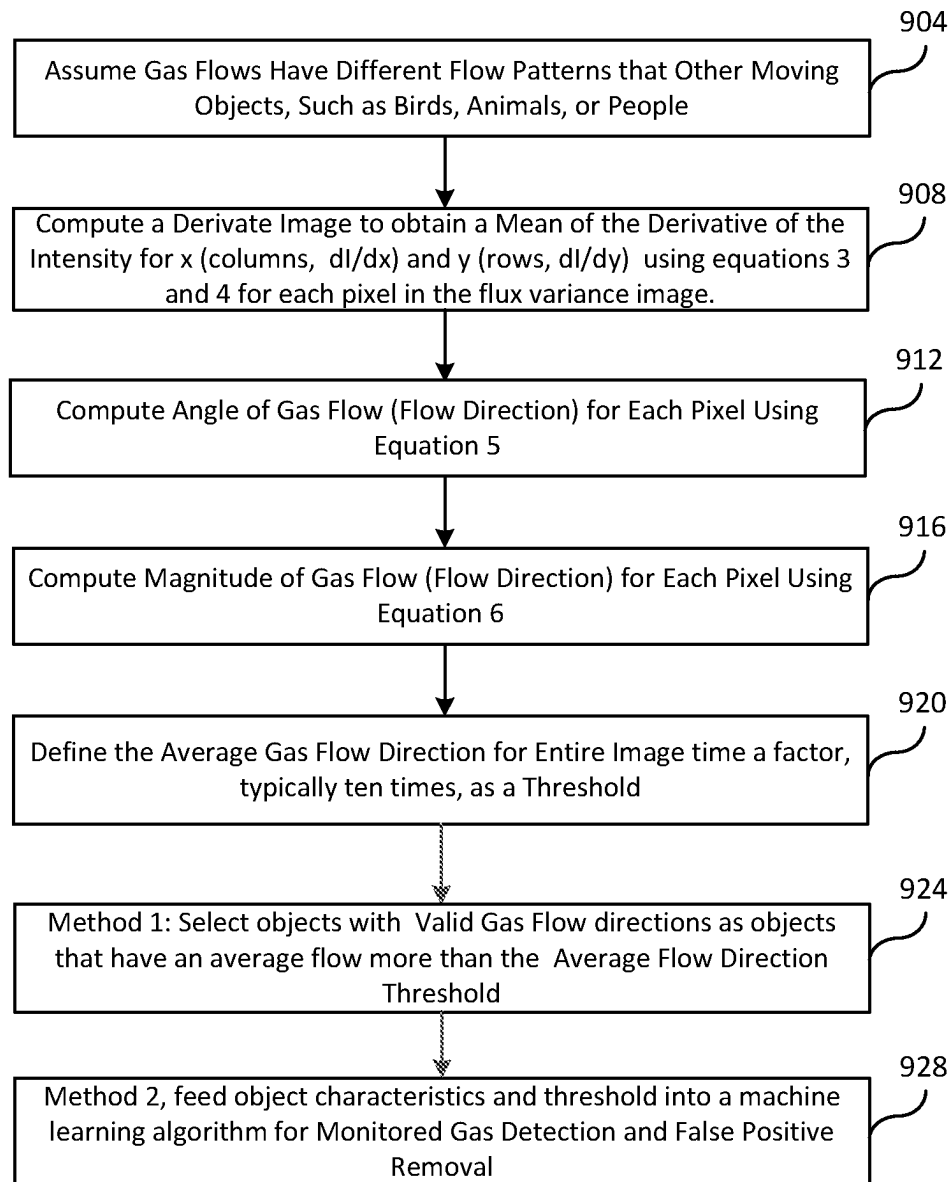 904
Assume Gas Flows Have Different Flow Patterns that Other Moving
Objects, Such as Birds, Animals, or People
908
Compute a Derivate Image to obtain a Mean of the Derivative of the
Intensity for x (columns, dI/dx) and y (rows, dI/dy) using equations 3
and 4 for each pixel in the flux variance image.
912
Compute Angle of Gas Flow (Flow Direction) for Each Pixel Using
Equation 5
916
Compute Magnitude of Gas Flow (Flow Direction) for Each Pixel Using
Equation 6
920
Define the Average Gas Flow Direction for Entire Image time a factor,
typically ten times, as a Threshold
924
Method 1: Select objects with Valid Gas Flow directions as objects
that have an average flow more than the Average Flow Direction
Threshold
928
Method 2, feed object characteristics and threshold into a machine
learning algorithm for Monitored Gas Detection and False Positive
Removal